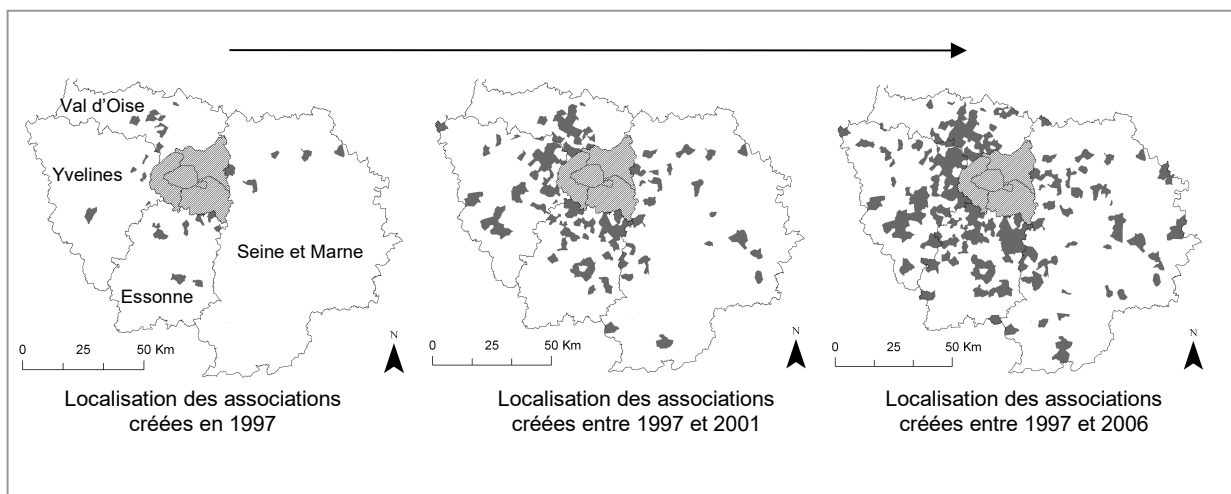 Val d'Oise
Yvelines
Seine et Marne
Essonne
N
0 25 50 Km
Localisation des associations
créées en 1997
N
0 25 50 Km
Localisation des associations
créées entre 1997 et 2001
N
0 25 50 Km
Localisation des associations
créées entre 1997 et 2006